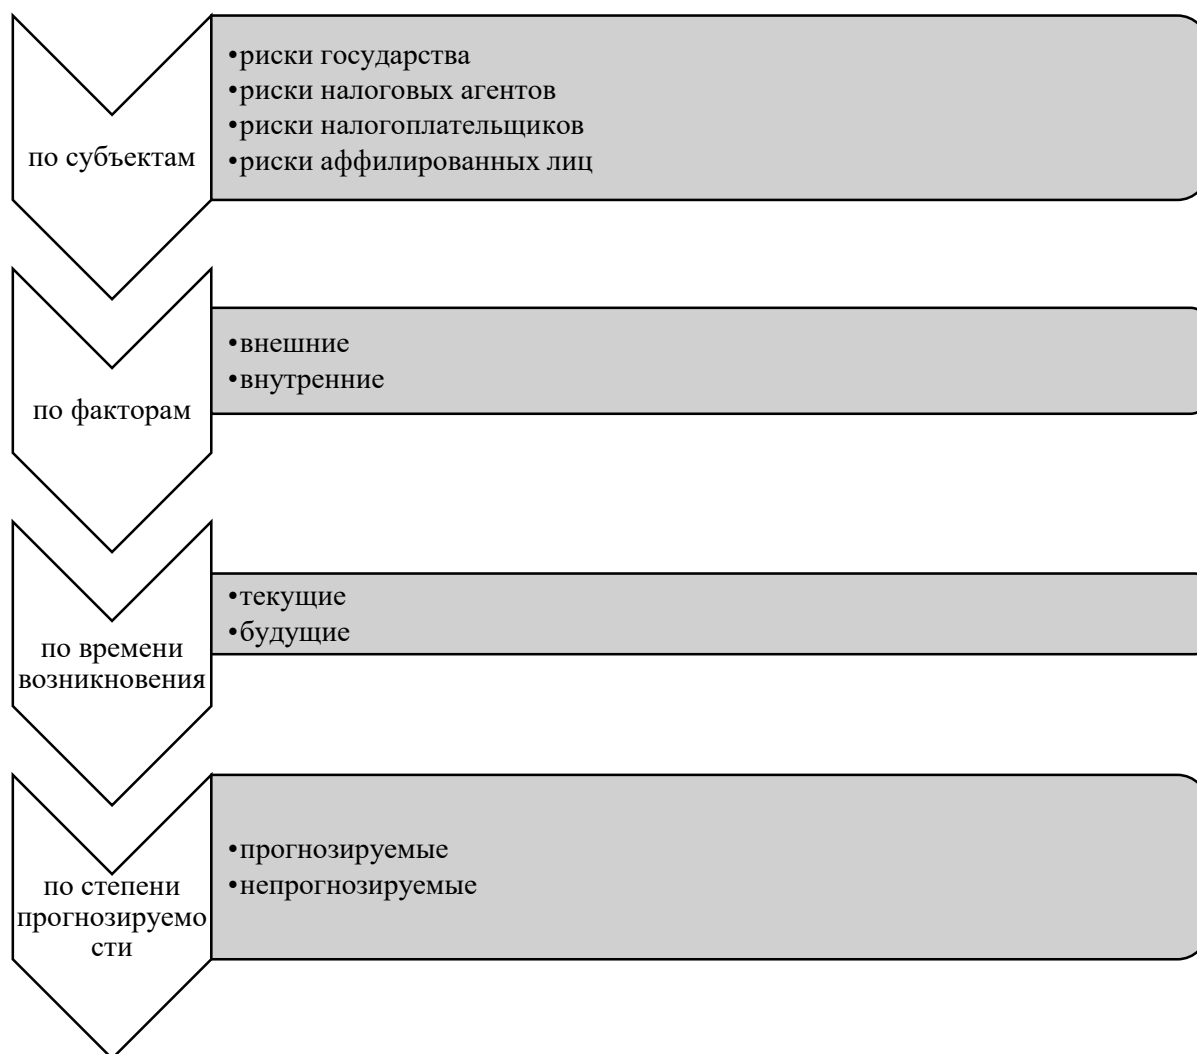 по субъектам
•риски государства
•риски налоговых агентов
•риски налогоплательщиков
•риски аффилированных лиц
по факторам
•внешние
•внутренние
по времени
возникновения
•текущие
•будущие
по степени
прогнозируемо
сти
•прогнозируемые
•непрогнозируемые